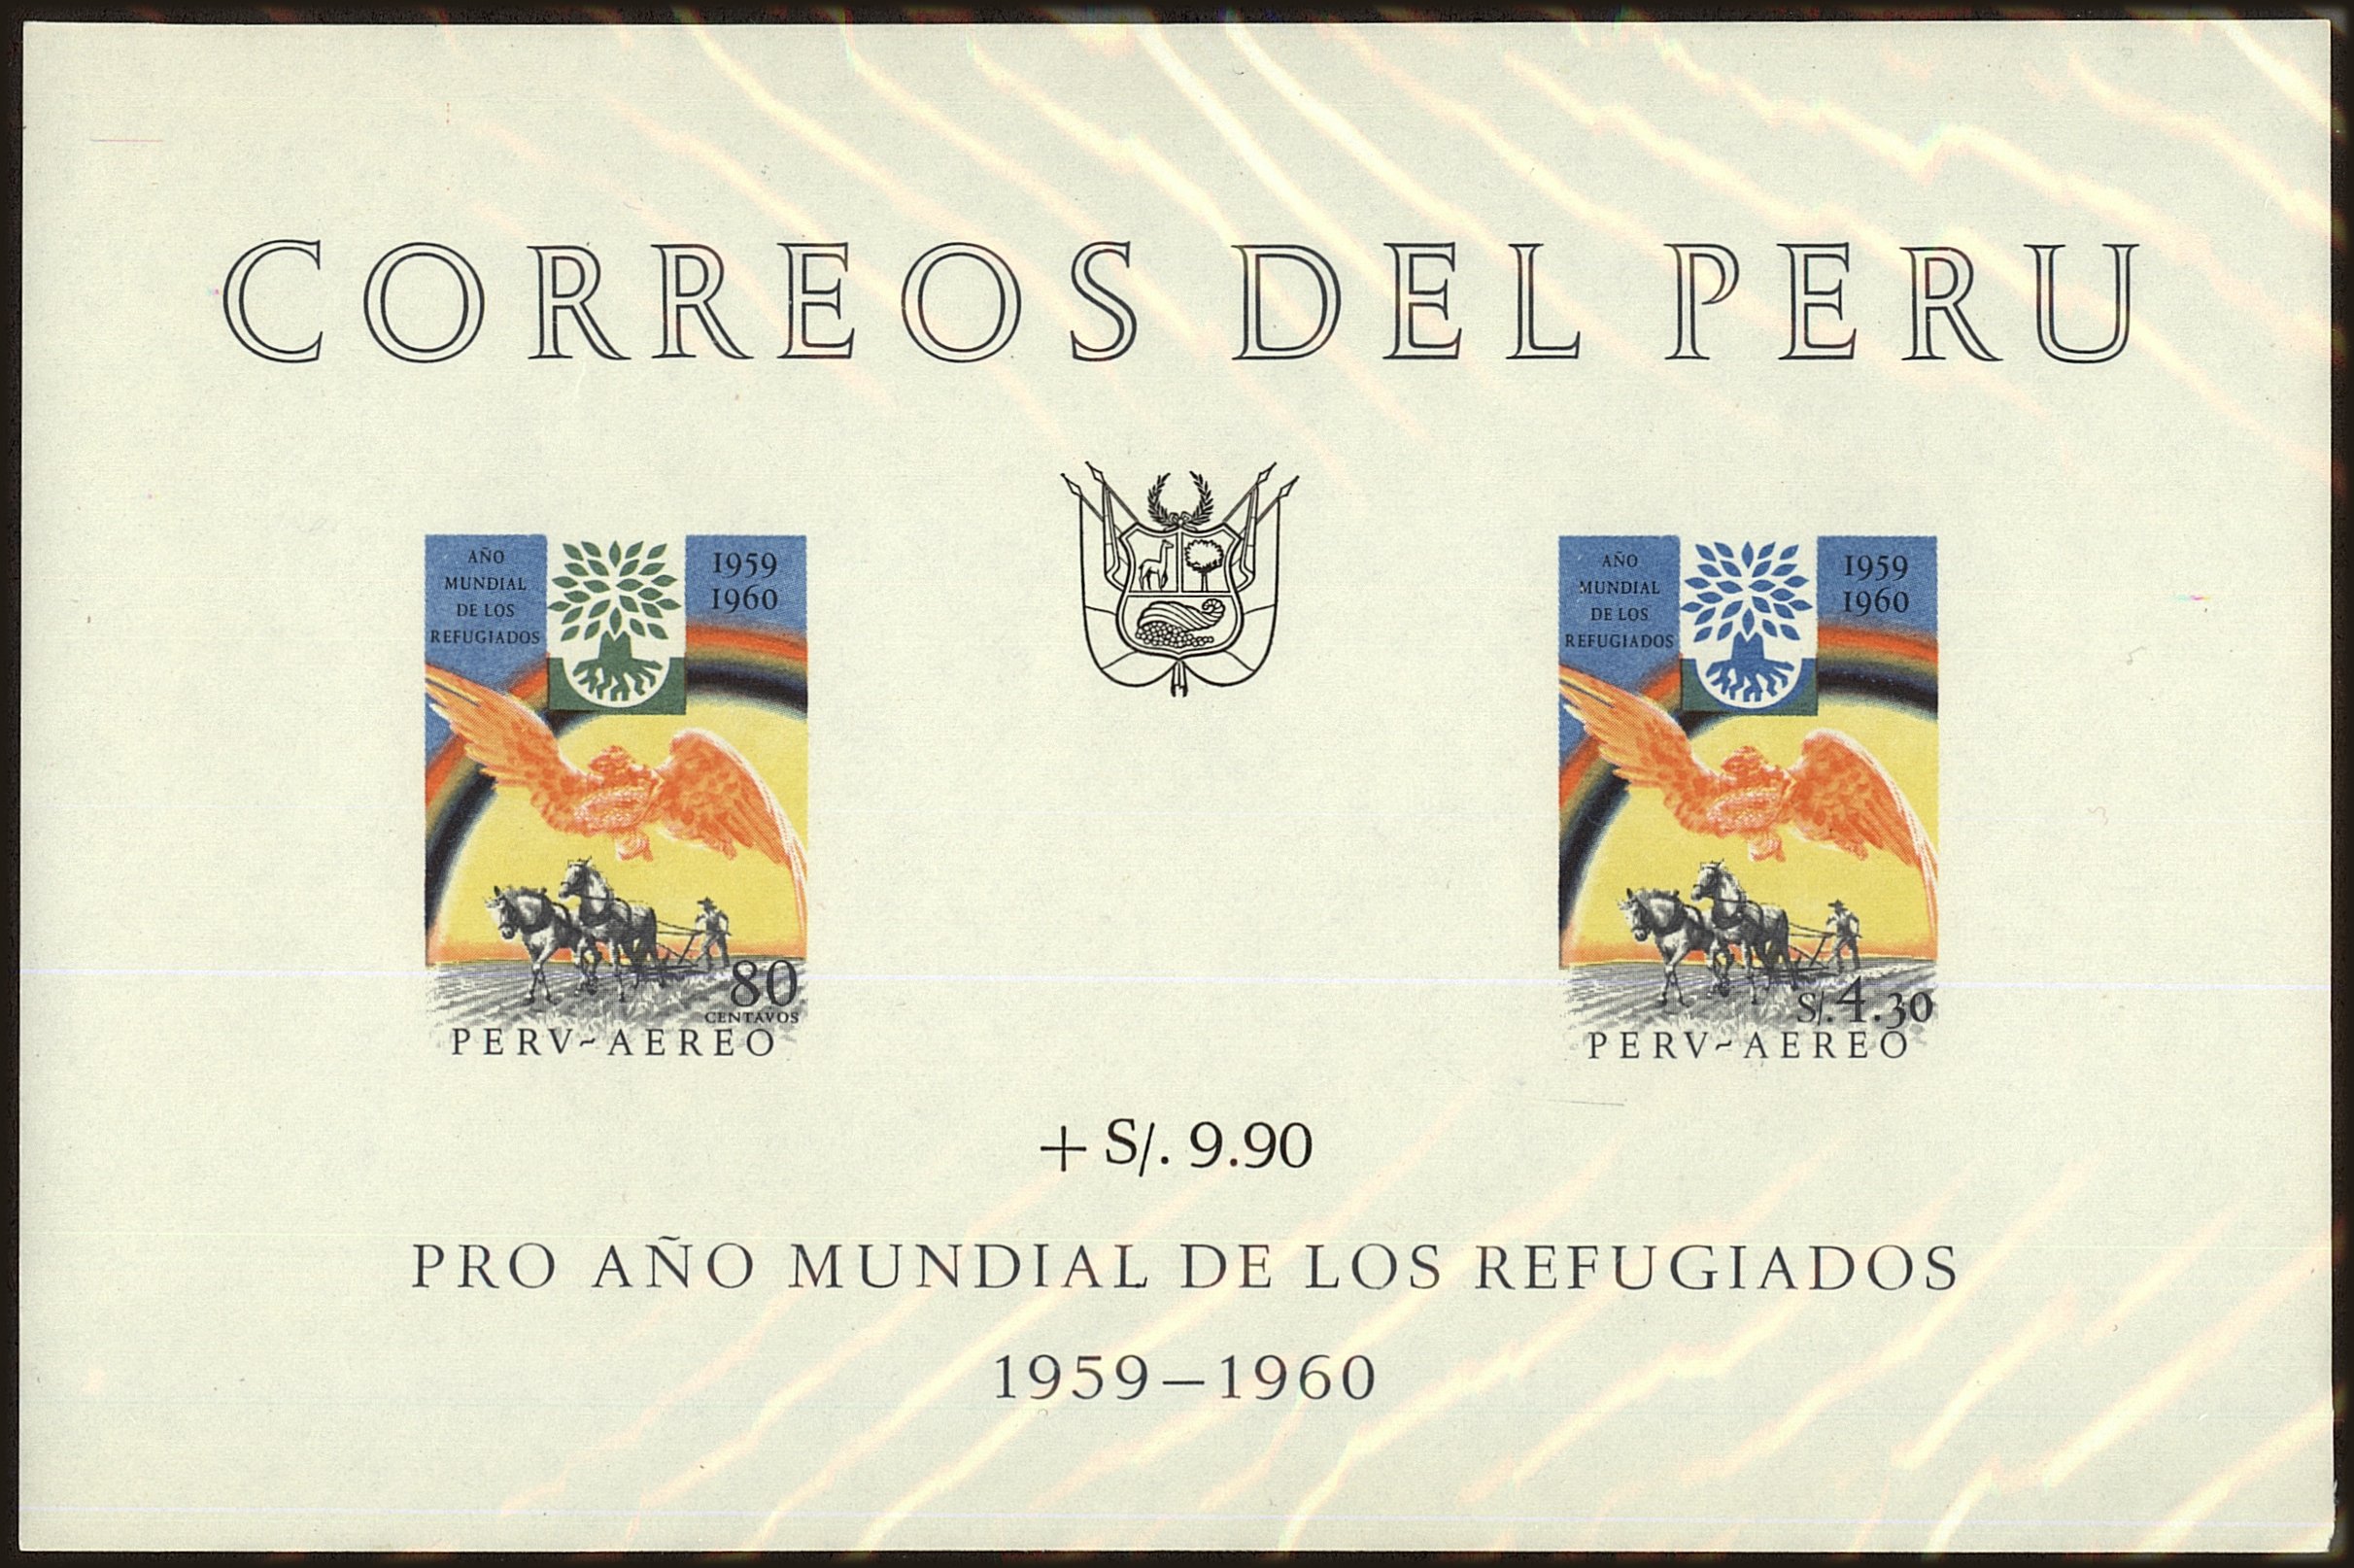 CORREOS DEL PERU
AÑO
MUNDIAL
DE LOS
REFUGIADOS
1959
1960
80
CENTAVOS
PERV~AEREO
AÑO
MUNDIAL
DE LOS
REFUGIADOS
1959
1960
S/.4.30
PERV~AEREO
+ S/. 9.90
PRO AÑO MUNDIAL DE LOS REFUGIADOS
1959–1960